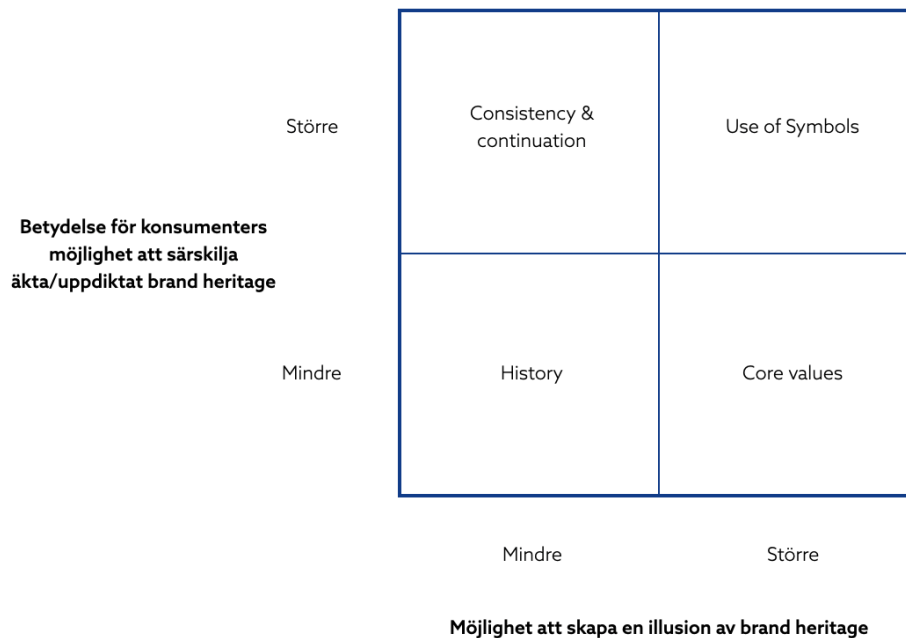 Större
Consistency &
continuation
Use of Symbols
Betydelse för konsumenters
möjlighet att särskilja
äkta/uppdiktat brand heritage
Mindre
History
Core values
Mindre
Större
Möjlighet att skapa en illusion av brand heritage